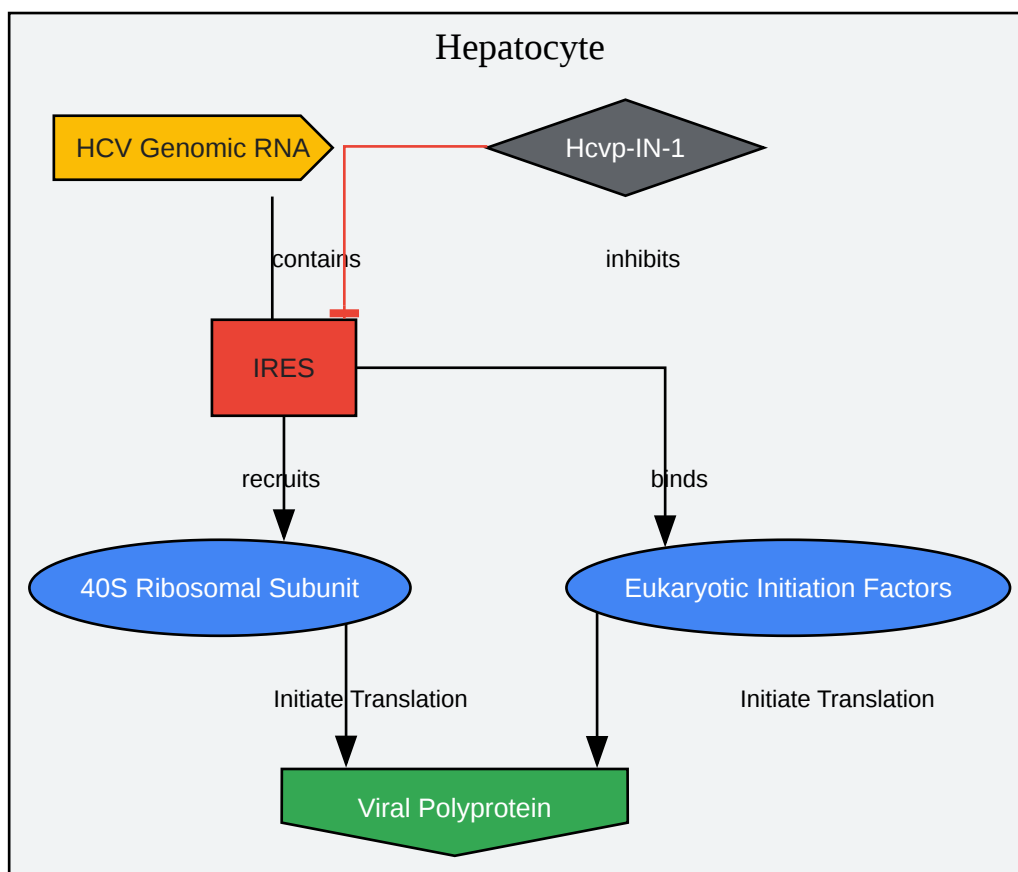 Hepatocyte
HCV Genomic RNA
Hcvp-IN-1
contains
inhibits
IRES
recruits
binds
40S Ribosomal Subunit
Eukaryotic Initiation Factors
Initiate Translation
Initiate Translation
Viral Polyprotein